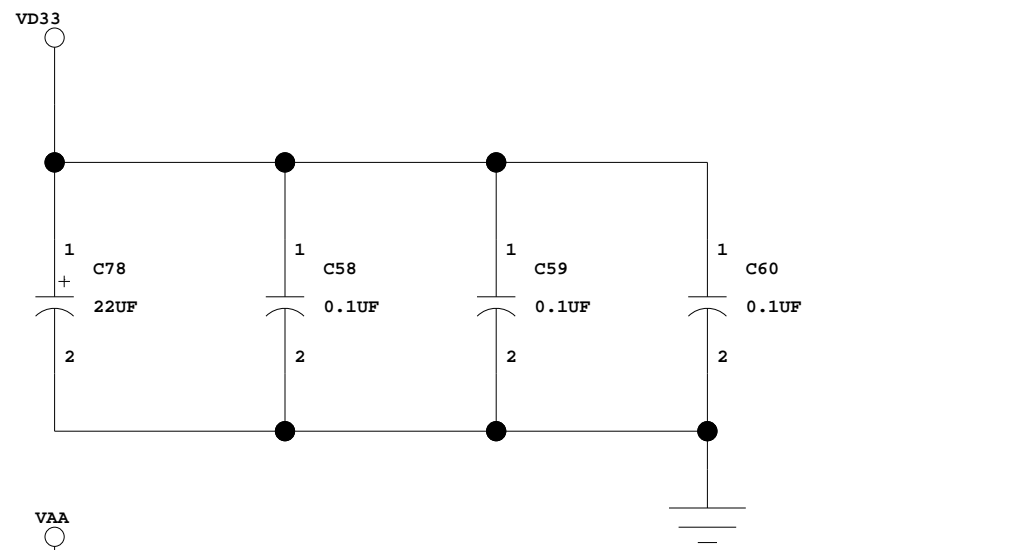 VD33
1 1 1 1
C78 C58 C59 C60
+
22UF 0.1UF 0.1UF 0.1UF
2 2 2 2
VAA